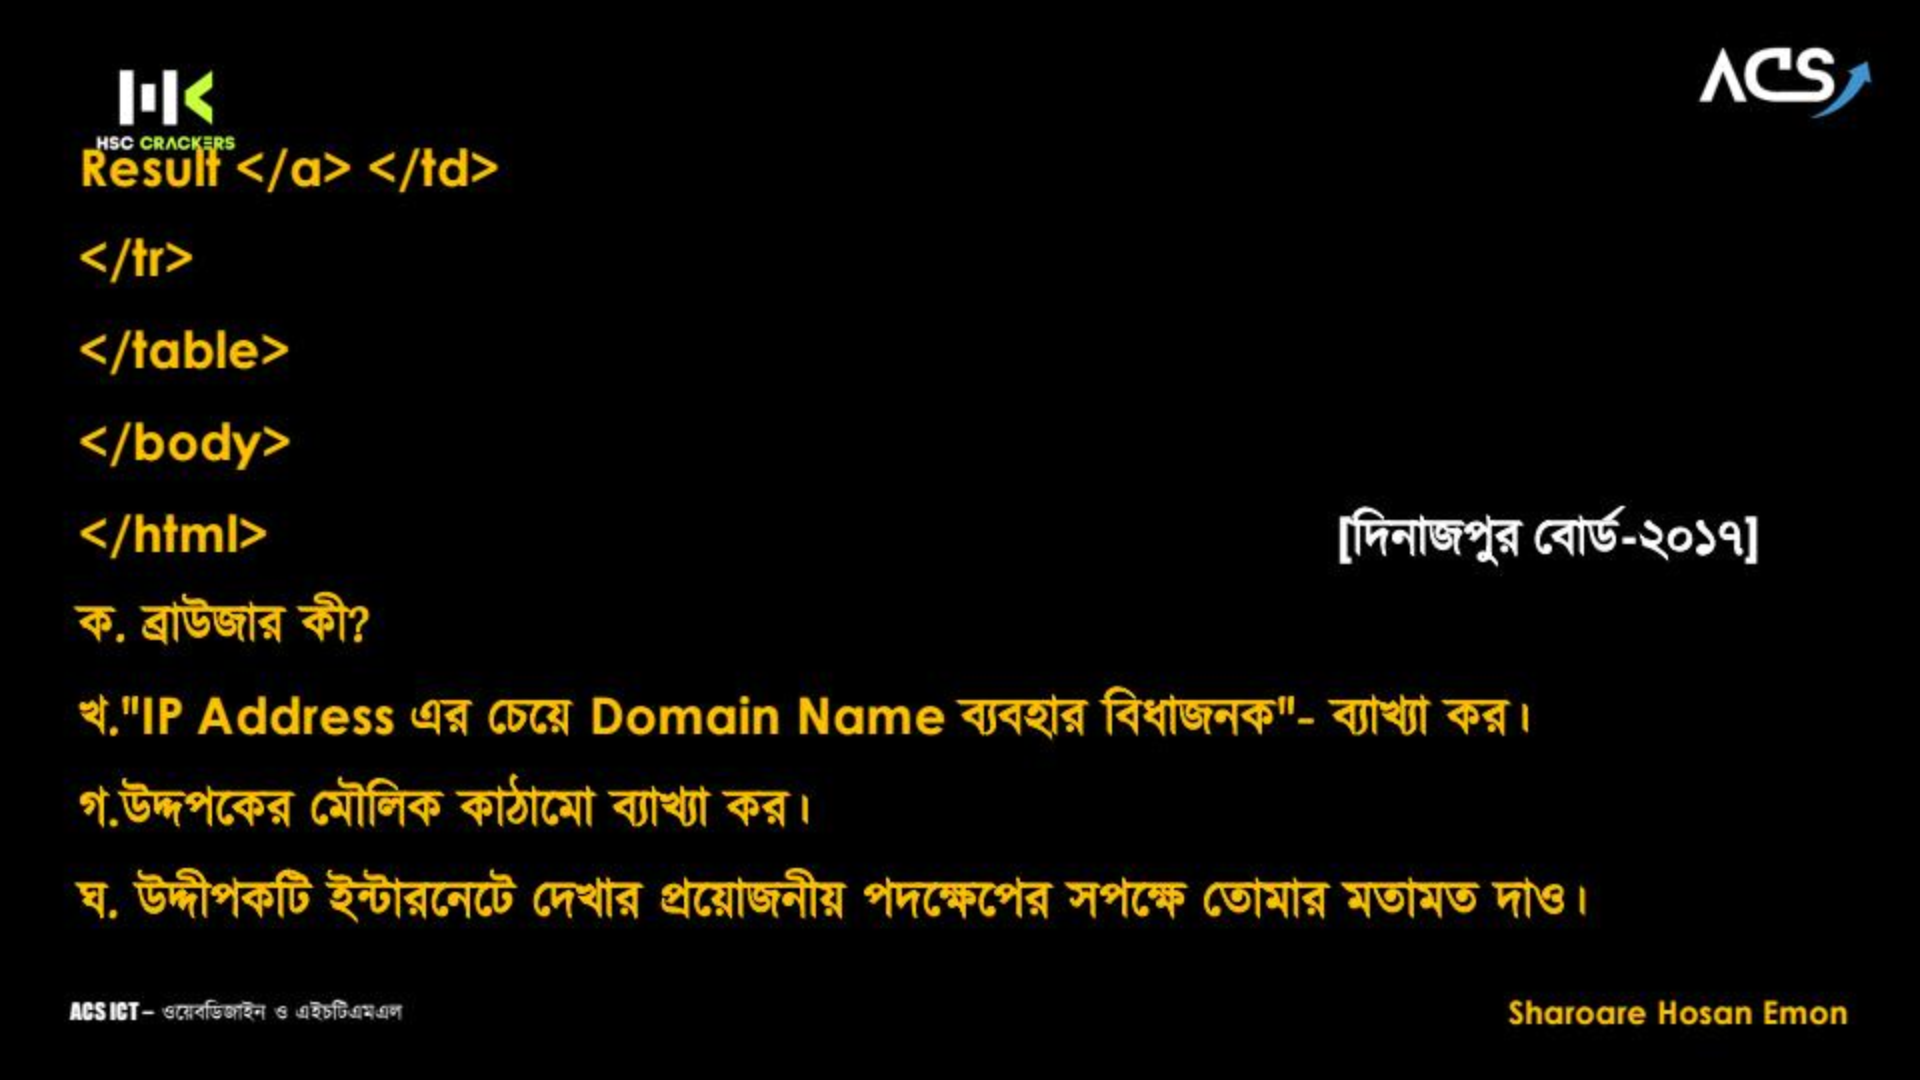 HSC CRACKERS
ACS
Result </a> </td>
</tr>
</table>
</body>
</html>
[দিনাজপুর বোর্ড-২০১৭]
ক. ব্রাউজার কী?
খ."IP Address এর চেয়ে Domain Name ব্যবহার বিধাজনক"- ব্যাখ্যা কর।
গ.উদ্দপকের মৌলিক কাঠামো ব্যাখ্যা কর।
ঘ. উদ্দীপকটি ইন্টারনেটে দেখার প্রয়োজনীয় পদক্ষেপের সপক্ষে তোমার মতামত দাও।
ACS ICT – ওয়েবডিজাইন ও এইচটিএমএল
Sharoare Hosan Emon